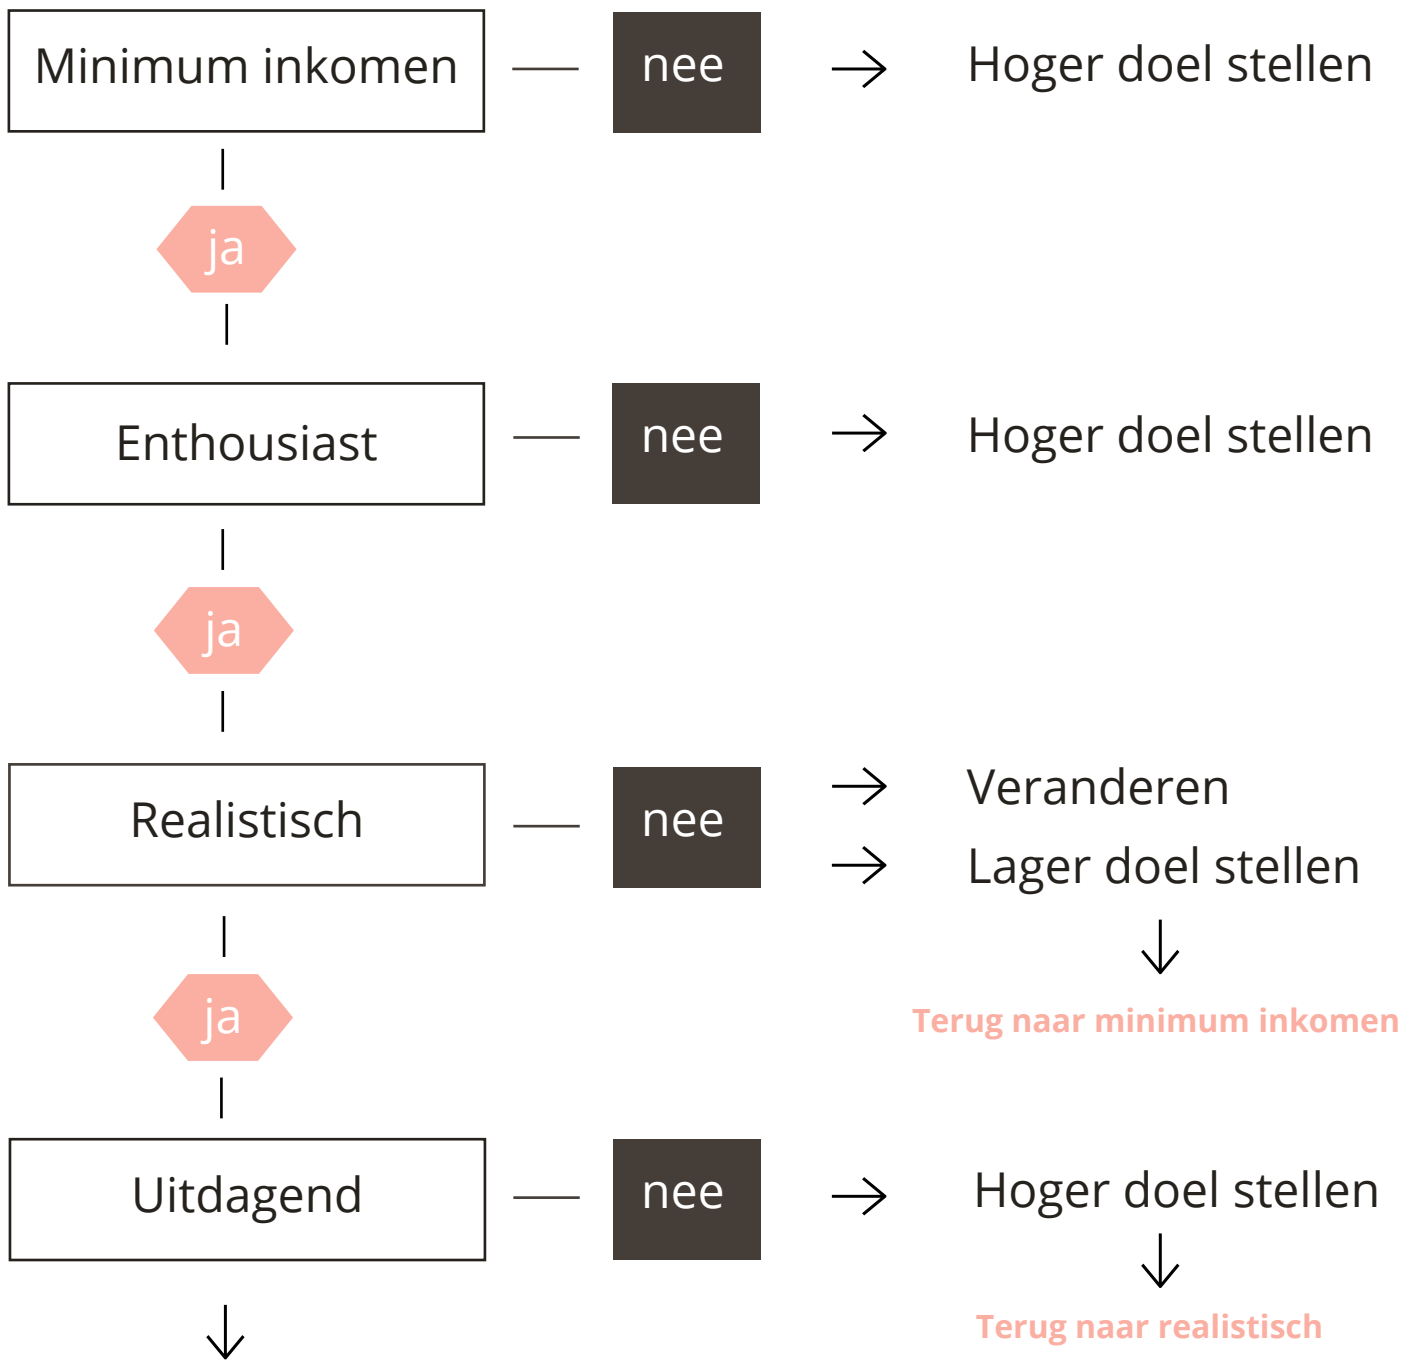 Minimum inkomen
nee
Hoger doel stellen
ja
Enthousiast
nee
Hoger doel stellen
ja
Realistisch
nee
Veranderen
Lager doel stellen
Terug naar minimum inkomen
ja
Uitdagend
nee
Hoger doel stellen
Terug naar realistisch